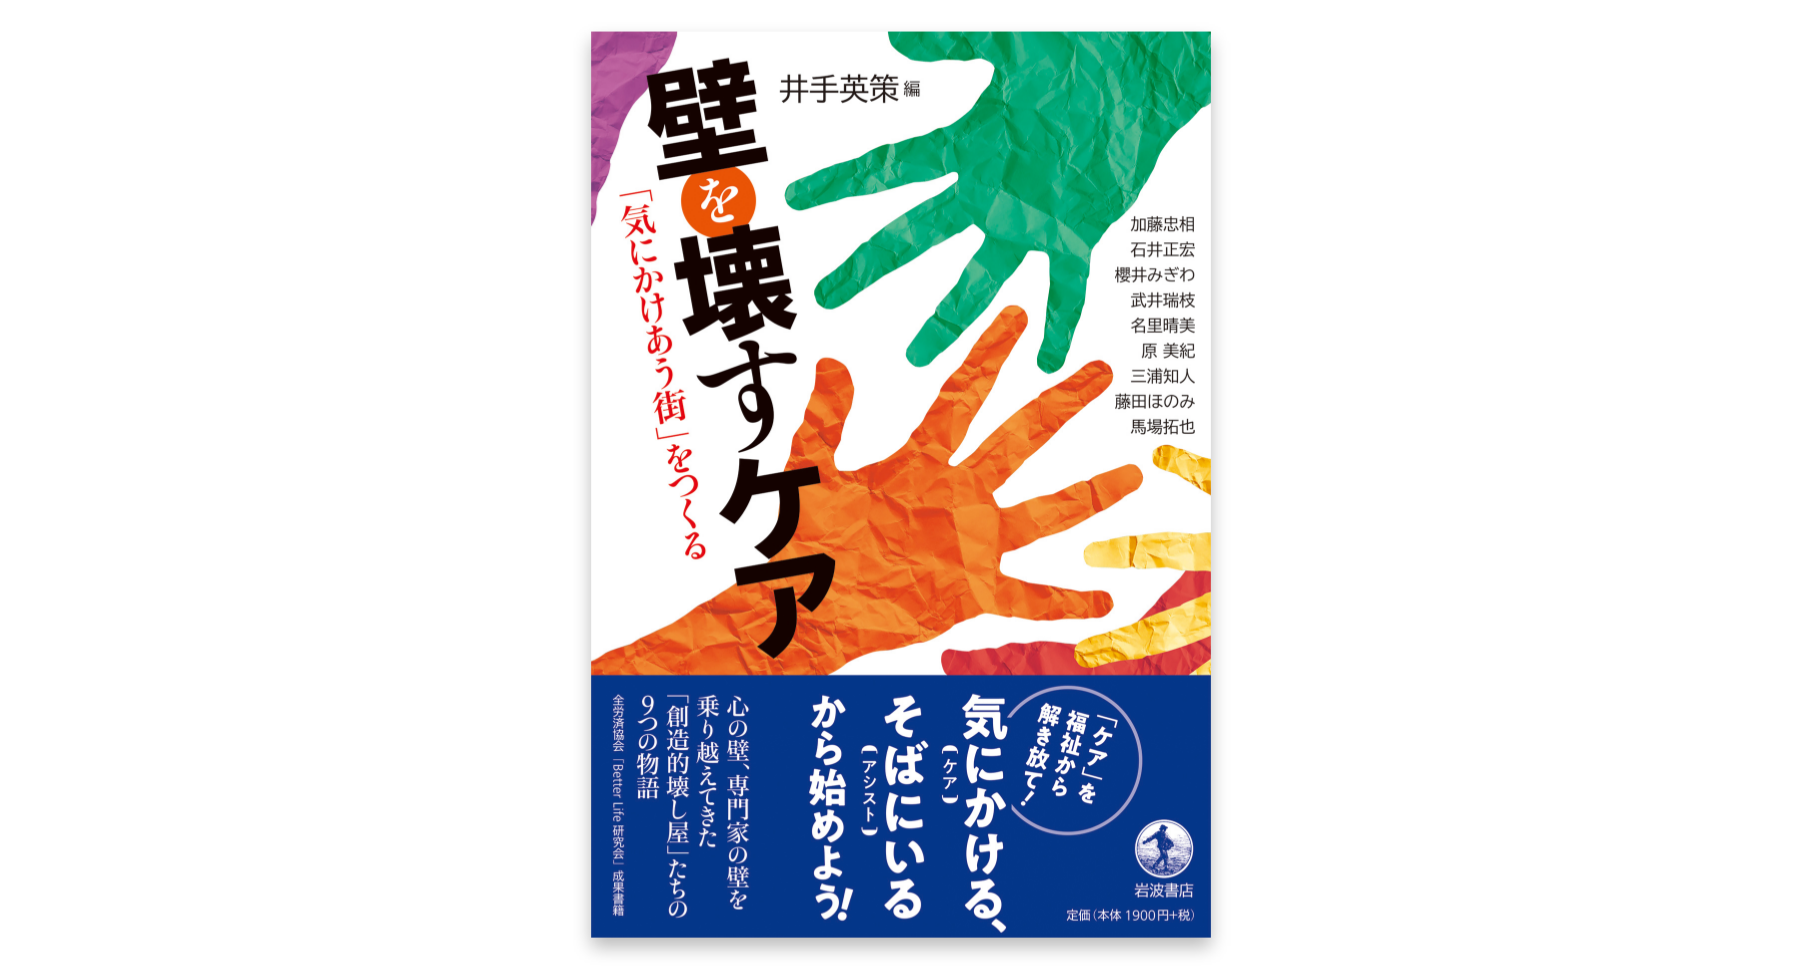 井手英策 編
壁を壊すケア
「気にかけあう街」をつくる
加藤忠相
石井正宏
櫻井みぎわ
武井瑞枝
名里晴美
原 美紀
三浦知人
藤田ほのみ
馬場拓也
「ケア」を
福祉から
解き放て!
気にかける、
【ケア】
そばにいる
【アシスト】
から始めよう!
心の壁、専門家の壁を
乗り越えてきた
「創造的壊し屋」たちの
9つの物語
全労済協会「Better Life 研究会」成果書籍
岩波書店
定価(本体 1900円+税)